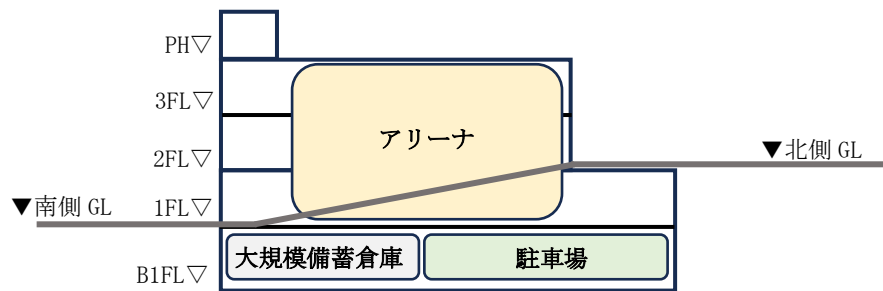 PH▽
3FL▽
アリーナ
2FL▽
▼北側 GL
▼南側 GL
1FL▽
大規模備蓄倉庫
駐車場
B1FL▽